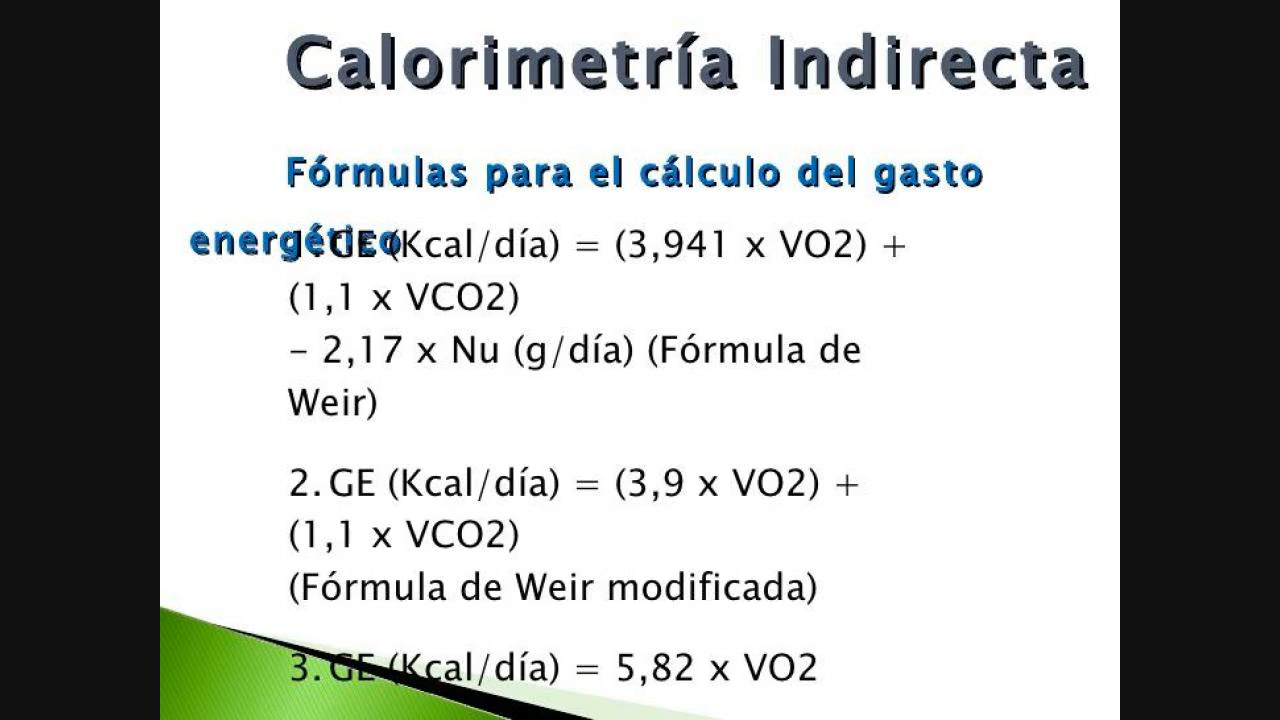 Calorimetría Indirecta
Fórmulas para el cálculo del gasto
energético
1. GE (Kcal/día) = (3,941 x VO2) +
(1,1 x VCO2)
– 2,17 x Nu (g/día) (Fórmula de
Weir)
2. GE (Kcal/día) = (3,9 x VO2) +
(1,1 x VCO2)
(Fórmula de Weir modificada)
3. GE (Kcal/día) = 5,82 x VO2